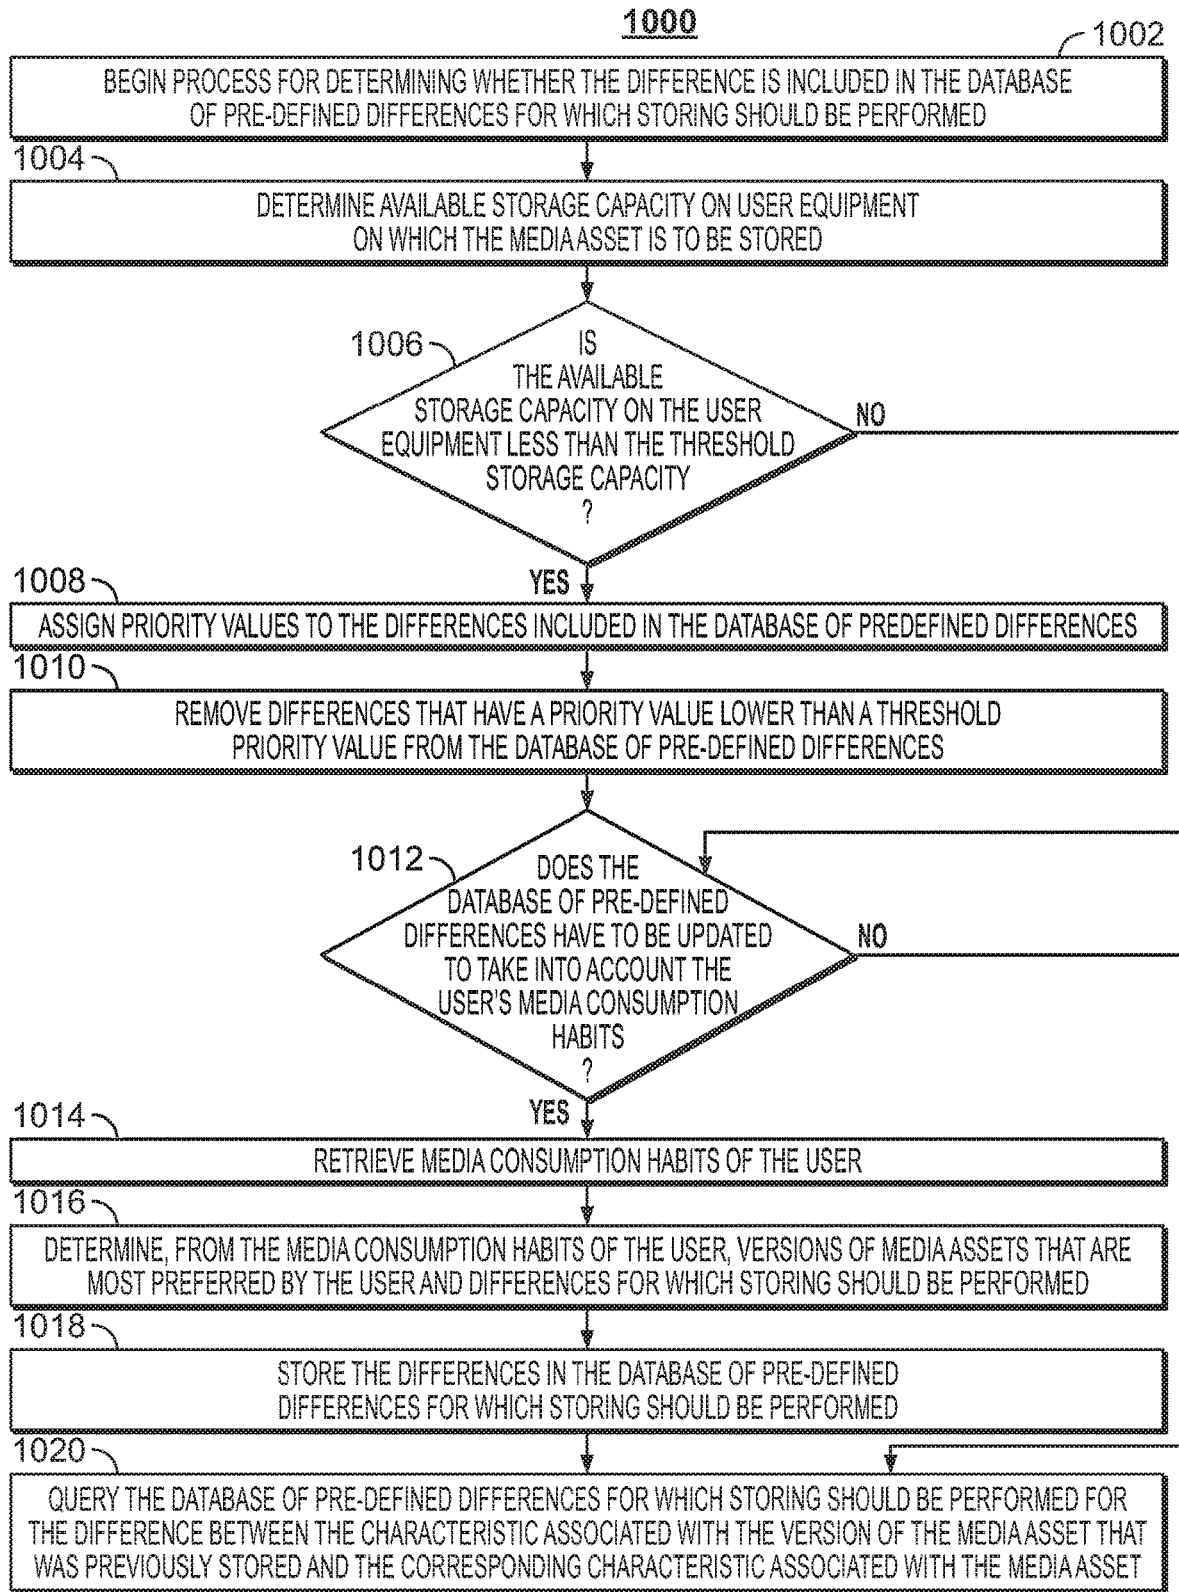 1000
1002
BEGIN PROCESS FOR DETERMINING WHETHER THE DIFFERENCE IS INCLUDED IN THE DATABASE
OF PRE-DEFINED DIFFERENCES FOR WHICH STORING SHOULD BE PERFORMED
1004
DETERMINE AVAILABLE STORAGE CAPACITY ON USER EQUIPMENT
ON WHICH THE MEDIA ASSET IS TO BE STORED
1006
IS
THE AVAILABLE
STORAGE CAPACITY ON THE USER
EQUIPMENT LESS THAN THE THRESHOLD
STORAGE CAPACITY
?
NO
YES
1008
ASSIGN PRIORITY VALUES TO THE DIFFERENCES INCLUDED IN THE DATABASE OF PREDEFINED DIFFERENCES
1010
REMOVE DIFFERENCES THAT HAVE A PRIORITY VALUE LOWER THAN A THRESHOLD
PRIORITY VALUE FROM THE DATABASE OF PRE-DEFINED DIFFERENCES
1012
DOES THE
DATABASE OF PRE-DEFINED
DIFFERENCES HAVE TO BE UPDATED
TO TAKE INTO ACCOUNT THE
USER'S MEDIA CONSUMPTION
HABITS
?
NO
YES
1014
RETRIEVE MEDIA CONSUMPTION HABITS OF THE USER
1016
DETERMINE, FROM THE MEDIA CONSUMPTION HABITS OF THE USER, VERSIONS OF MEDIA ASSETS THAT ARE
MOST PREFERRED BY THE USER AND DIFFERENCES FOR WHICH STORING SHOULD BE PERFORMED
1018
STORE THE DIFFERENCES IN THE DATABASE OF PRE-DEFINED
DIFFERENCES FOR WHICH STORING SHOULD BE PERFORMED
1020
QUERY THE DATABASE OF PRE-DEFINED DIFFERENCES FOR WHICH STORING SHOULD BE PERFORMED FOR
THE DIFFERENCE BETWEEN THE CHARACTERISTIC ASSOCIATED WITH THE VERSION OF THE MEDIA ASSET THAT
WAS PREVIOUSLY STORED AND THE CORRESPONDING CHARACTERISTIC ASSOCIATED WITH THE MEDIA ASSET